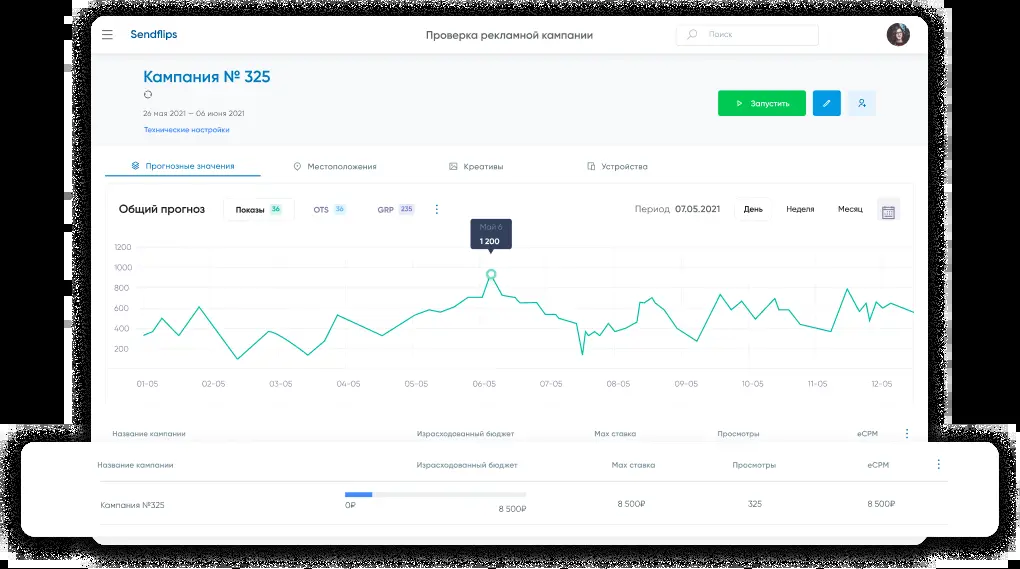 Sendflips
Проверка рекламной кампании
Поиск
Кампания № 325
26 мая 2021 — 06 июня 2021
Технические настройки
Запустить
Прогнозные значения
Местоположения
Креативы
Устройства
Общий прогноз
Показы 36
OTS 36
GRP 235
Период 07.05.2021
День
Неделя
Месяц
Май 6
1 200
1200
1000
800
600
400
200
01-05 02-05 03-05 04-05 05-05 06-05 07-05 08-05 09-05 10-05 11-05 12-05
Название кампании Израсходованный бюджет Мах ставка Просмотры eCPM
Название кампании Израсходованный бюджет Мах ставка Просмотры eCPM
Кампания №325 0₽ 8 500₽ 8 500₽ 325 8 500₽